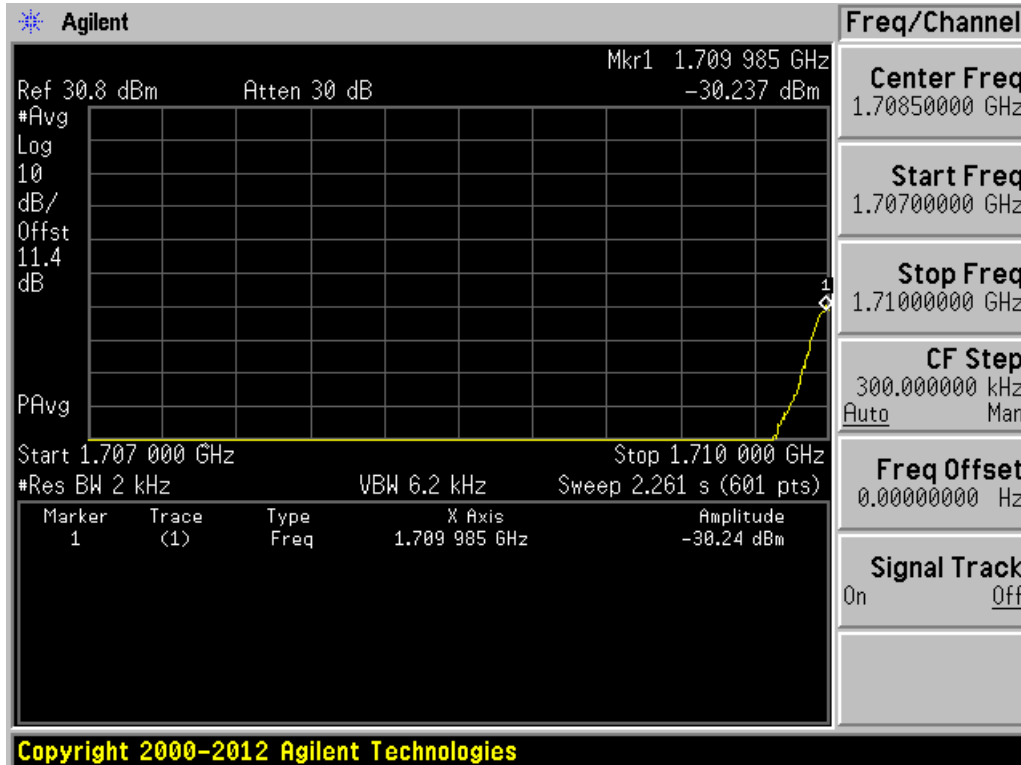 Agilent
Freq/Channel
Mkr1 1.709 985 GHz
Ref 30.8 dBm Atten 30 dB -30.237 dBm
#Avg
Log
10
dB/
Offst
11.4
dB
1
PAvg
Start 1.707 000 GHz Stop 1.710 000 GHz
#Res BW 2 kHz VBW 6.2 kHz Sweep 2.261 s (601 pts)
Marker Trace Type X Axis Amplitude
1 (1) Freq 1.709 985 GHz -30.24 dBm
Center Freq
1.70850000 GHz
Start Freq
1.70700000 GHz
Stop Freq
1.71000000 GHz
CF Step
300.000000 kHz
Auto Man
Freq Offset
0.00000000 Hz
Signal Track
On Off
Copyright 2000-2012 Agilent Technologies